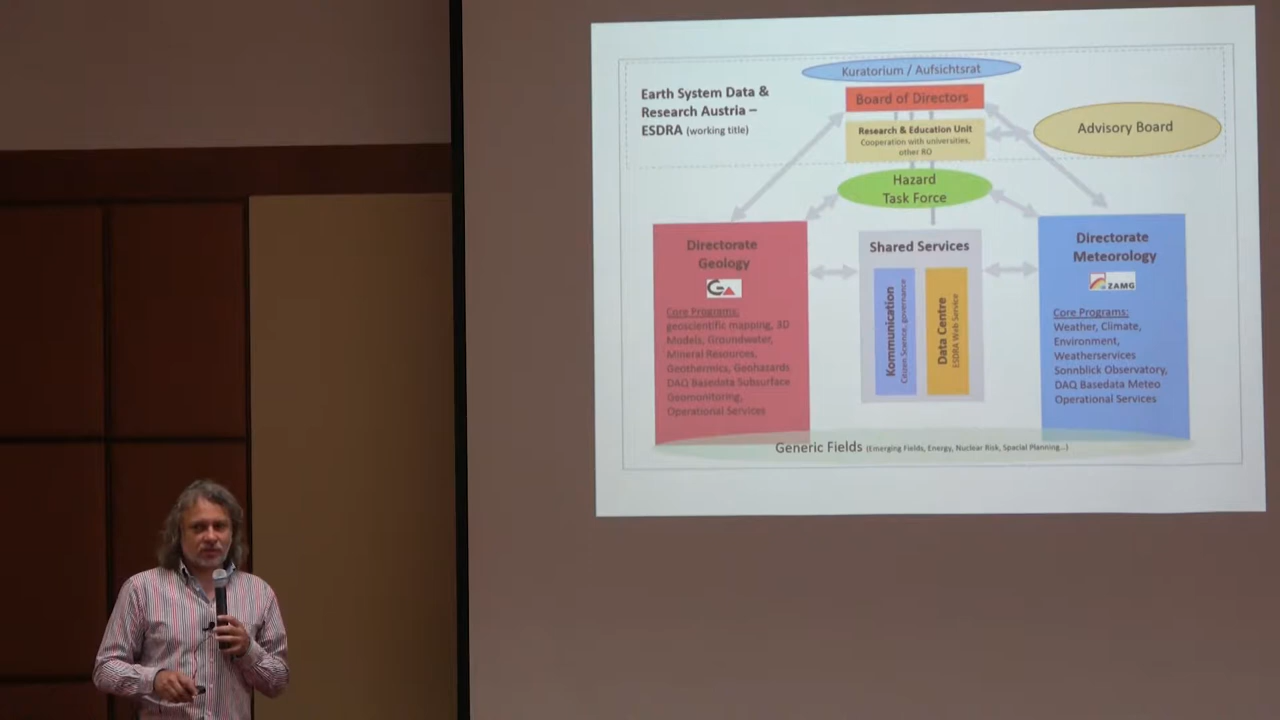 Earth System Data &
Research Austria –
ESDRA (working title)
Kuratorium / Aufsichtsrat
Board of Directors
Research & Education Unit
Cooperation with universities,
other RO
Advisory Board
Hazard
Task Force
Directorate
Geology
GA
Core Programs:
geoscientific mapping, 3D
Models, Groundwater,
Mineral Resources,
Geothermics, Geohazards
DAQ Basedata Subsurface
Geomonitoring,
Operational Services
Shared Services
Kommunication
Citizen Science, governance
Data Centre
ESDRA Web Service
Directorate
Meteorology
ZAMG
Core Programs:
Weather, Climate,
Environment,
Weatherservices
Sonnblick Observatory,
DAQ Basedata Meteo
Operational Services
Generic Fields (Emerging Fields, Energy, Nuclear Risk, Spacial Planning...)